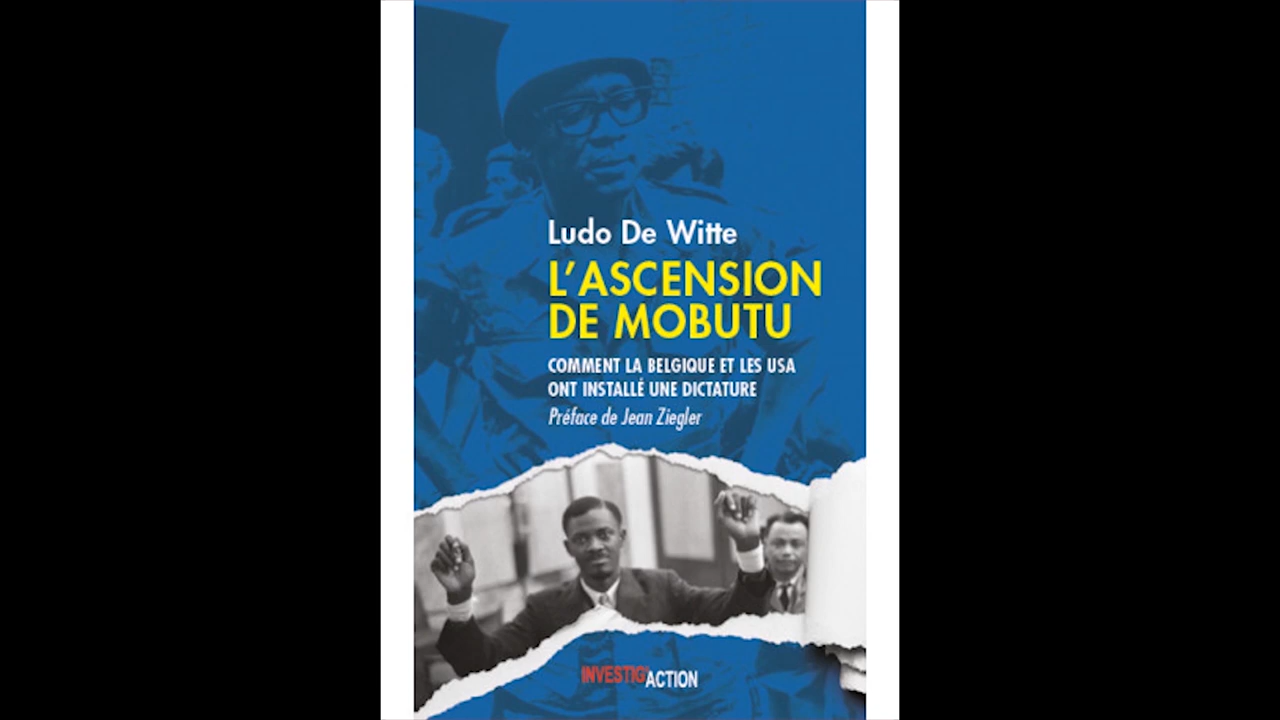 Ludo De Witte
L’ASCENSION
DE MOBUTU
COMMENT LA BELGIQUE ET LES USA
ONT INSTALLÉ UNE DICTATURE
Préface de Jean Ziegler
INVESTIG'ACTION